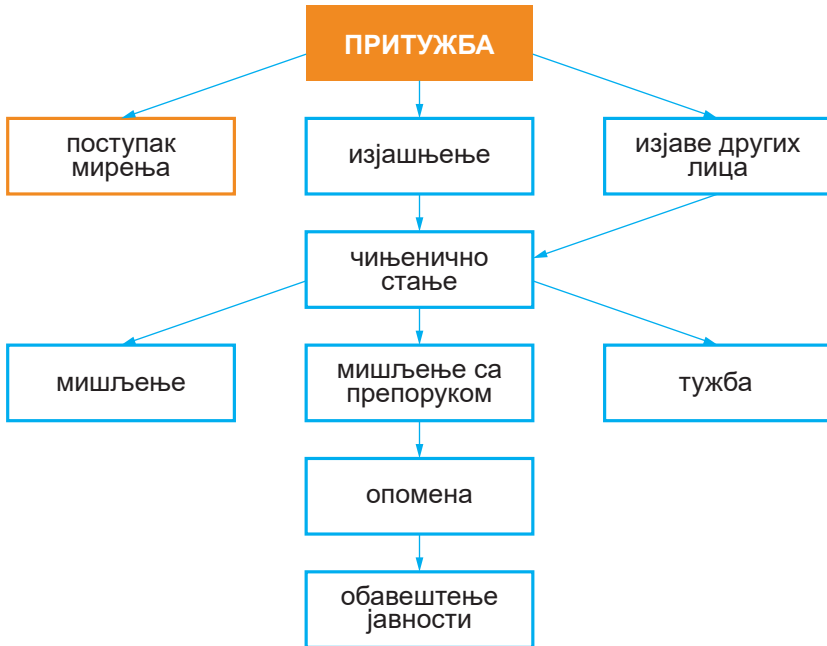 ПРИТУЖБА
поступак
мирења
изјашњење
изјаве других
лица
чињенично
стање
мишљење
мишљење са
препоруком
тужба
опомена
обавештење
јавности